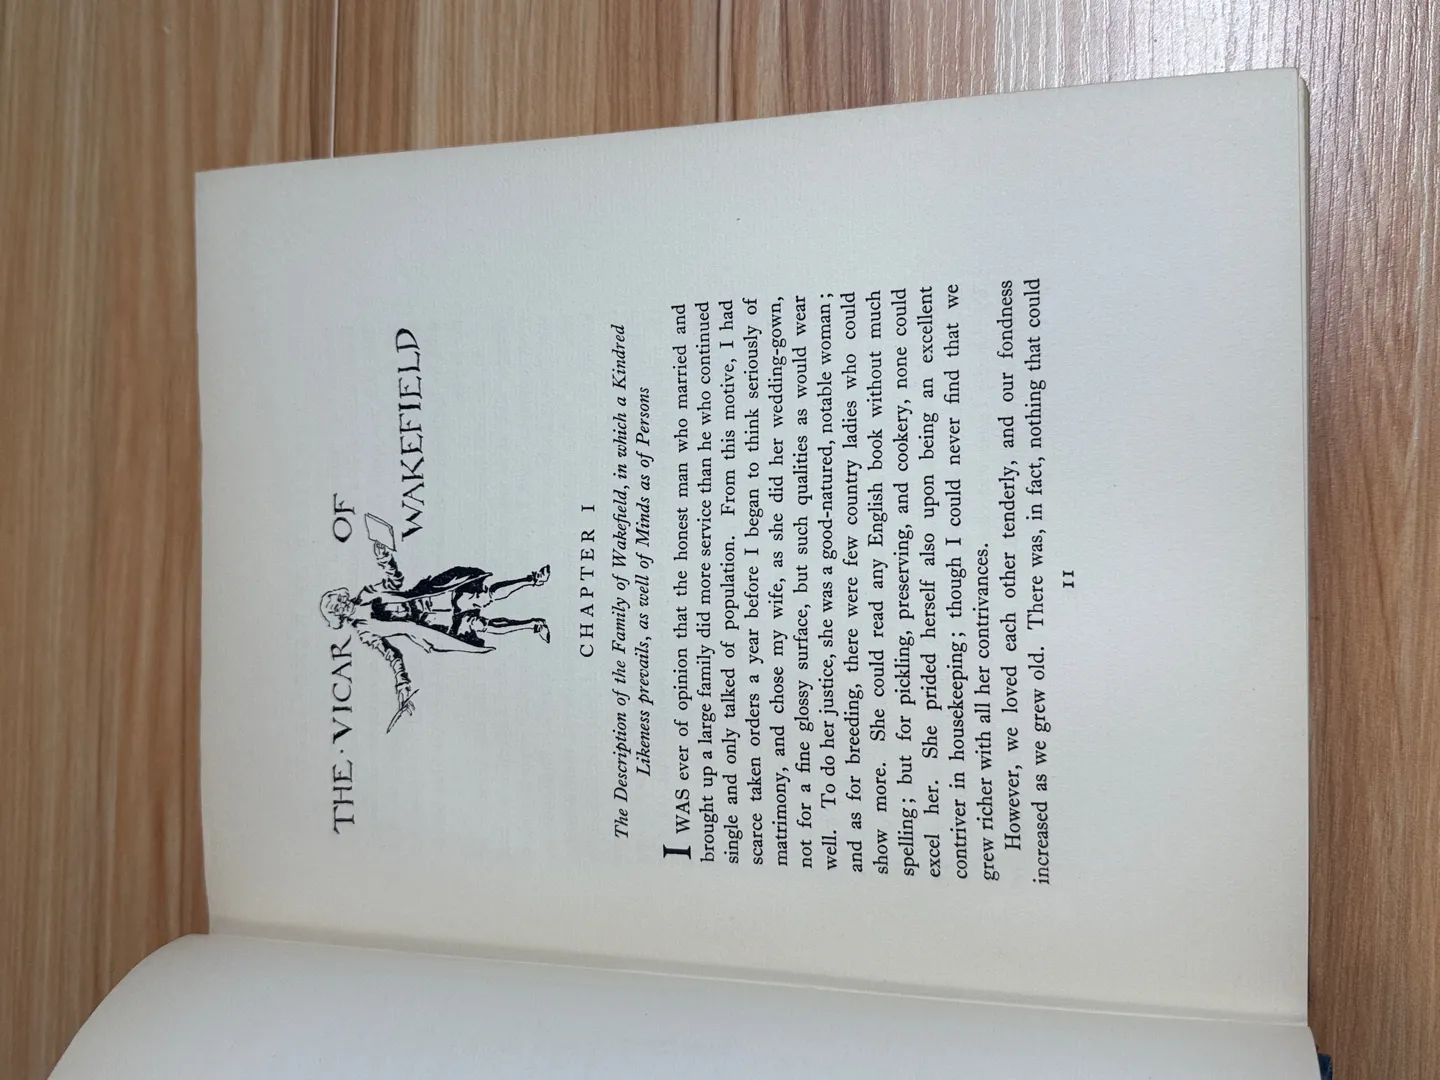 THE · VICAR OF
WAKEFIELD
CHAPTER I
The Description of the Family of Wakefield, in which a Kindred
Likeness prevails, as well of Minds as of Persons
I WAS ever of opinion that the honest man who married and
brought up a large family did more service than he who continued
single and only talked of population. From this motive, I had
scarce taken orders a year before I began to think seriously of
matrimony, and chose my wife, as she did her wedding-gown,
not for a fine glossy surface, but such qualities as would wear
well. To do her justice, she was a good-natured, notable woman;
and as for breeding, there were few country ladies who could
show more. She could read any English book without much
spelling; but for pickling, preserving, and cookery, none could
excel her. She prided herself also upon being an excellent
contriver in housekeeping; though I could never find that we
grew richer with all her contrivances.
However, we loved each other tenderly, and our fondness
increased as we grew old. There was, in fact, nothing that could
11